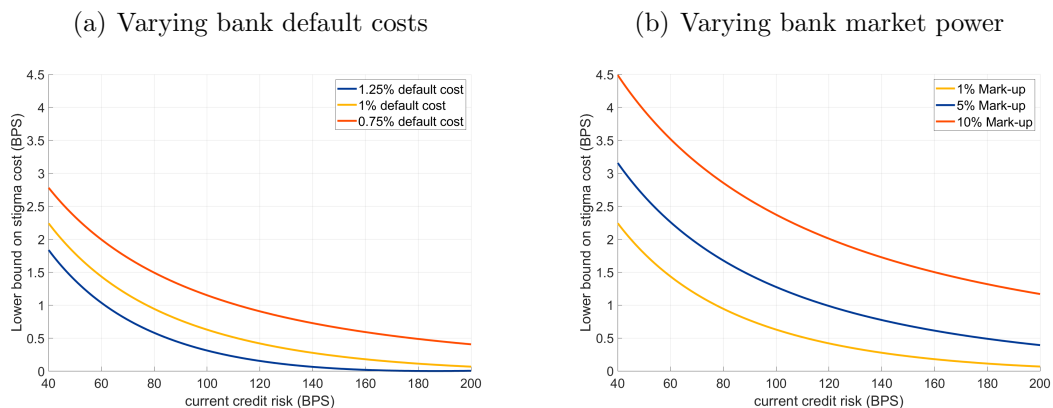 (a) Varying bank default costs
Lower bound on stigma cost (BPS)
4.5
4
3.5
3
2.5
2
1.5
1
0.5
0
1.25% default cost
1% default cost
0.75% default cost
40 60 80 100 120 140 160 180 200
current credit risk (BPS)
(b) Varying bank market power
Lower bound on stigma cost (BPS)
4.5
4
3.5
3
2.5
2
1.5
1
0.5
0
1% Mark-up
5% Mark-up
10% Mark-up
40 60 80 100 120 140 160 180 200
current credit risk (BPS)